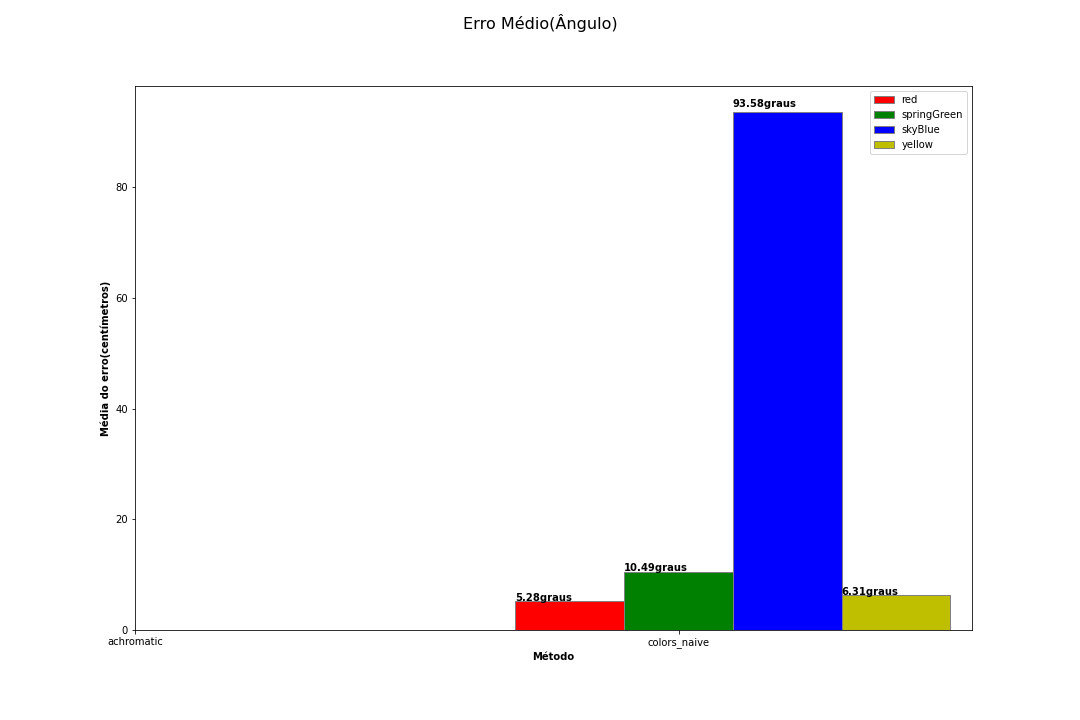 Erro Médio(Ângulo)
93.58graus
red
springGreen
skyBlue
yellow
80
60
Média do erro(centímetros)
40
20
10.49graus
5.28graus
6.31graus
0
achromatic
colors_naive
Método